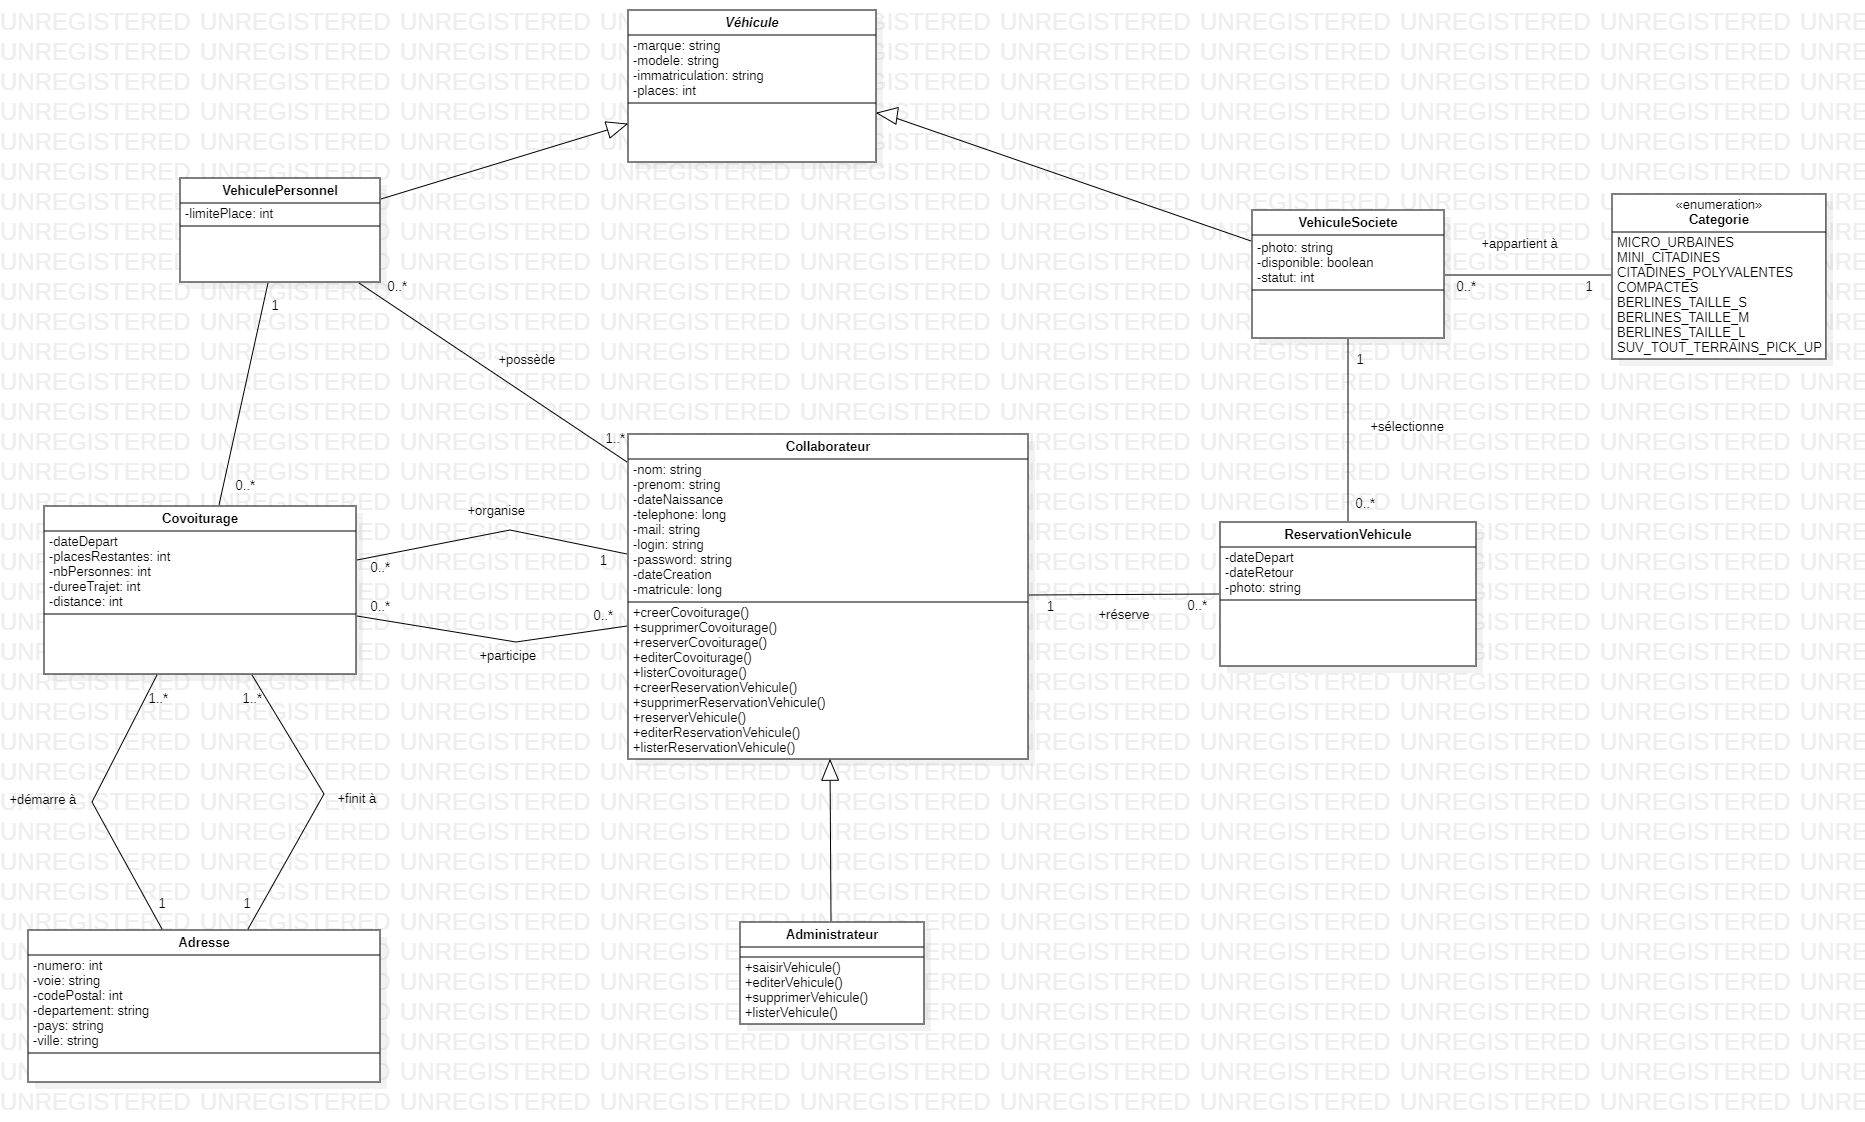 Véhicule
-marque: string
-modele: string
-immatriculation: string
-places: int
VehiculePersonnel
-limitePlace: int
VehiculeSociete
-photo: string
-disponible: boolean
-statut: int
+appartient à
0..*
1
«enumeration»
Categorie
MICRO_URBAINES
MINI_CITADINES
CITADINES_POLYVALENTES
COMPACTES
BERLINES_TAILLE_S
BERLINES_TAILLE_M
BERLINES_TAILLE_L
SUV_TOUT_TERRAINS_PICK_UP
1
0..*
0..*
+possède
1..*
1
+sélectionne
0..*
Collaborateur
-nom: string
-prenom: string
-dateNaissance
-telephone: long
-mail: string
-login: string
-password: string
-dateCreation
-matricule: long
+creerCovoiturage()
+supprimerCovoiturage()
+reserverCovoiturage()
+editerCovoiturage()
+listerCovoiturage()
+creerReservationVehicule()
+supprimerReservationVehicule()
+reserverVehicule()
+editerReservationVehicule()
+listerReservationVehicule()
Covoiturage
-dateDepart
-placesRestantes: int
-nbPersonnes: int
-dureeTrajet: int
-distance: int
+organise
0..*
1
0..*
0..*
+participe
ReservationVehicule
-dateDepart
-dateRetour
-photo: string
1
+réserve
0..*
1..*
1..*
+démarre à
+finit à
1
1
Adresse
-numero: int
-voie: string
-codePostal: int
-departement: string
-pays: string
-ville: string
Administrateur
+saisirVehicule()
+editerVehicule()
+supprimerVehicule()
+listerVehicule()
UNREGISTERED